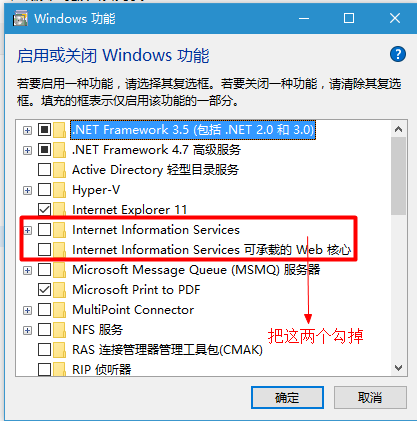 Windows 功能
启用或关闭 Windows 功能
若要启用一种功能，请选择其复选框。若要关闭一种功能，请清除其复选
框。填充的框表示仅启用该功能的一部分。
.NET Framework 3.5 (包括 .NET 2.0 和 3.0)
.NET Framework 4.7 高级服务
Active Directory 轻型目录服务
Hyper-V
Internet Explorer 11
Internet Information Services
Internet Information Services 可承载的 Web 核心
Microsoft Message Queue (MSMQ) 服务器
Microsoft Print to PDF
MultiPoint Connector
NFS 服务
把这两个勾掉
RAS 连接管理器管理工具包(CMAK)
RIP 侦听器
确定
取消